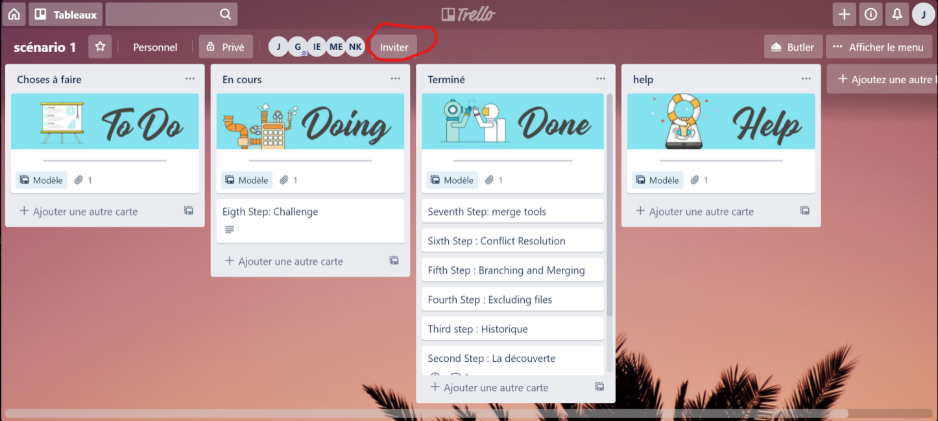 Tableaux
Trello
J
scénario 1
Personnel
Privé
J G IE ME NK
Inviter
Butler
Afficher le menu
Choses à faire
To Do
Modèle 1
+ Ajouter une autre carte
En cours
Doing
Modèle 1
Eigth Step: Challenge
+ Ajouter une autre carte
Terminé
Done
Modèle 1
Seventh Step: merge tools
Sixth Step : Conflict Resolution
Fifth Step : Branching and Merging
Fourth Step : Excluding files
Third step : Historique
Second Step : La découverte
+ Ajouter une autre carte
help
Help
Modèle 1
+ Ajouter une autre carte
+ Ajoutez une autre l